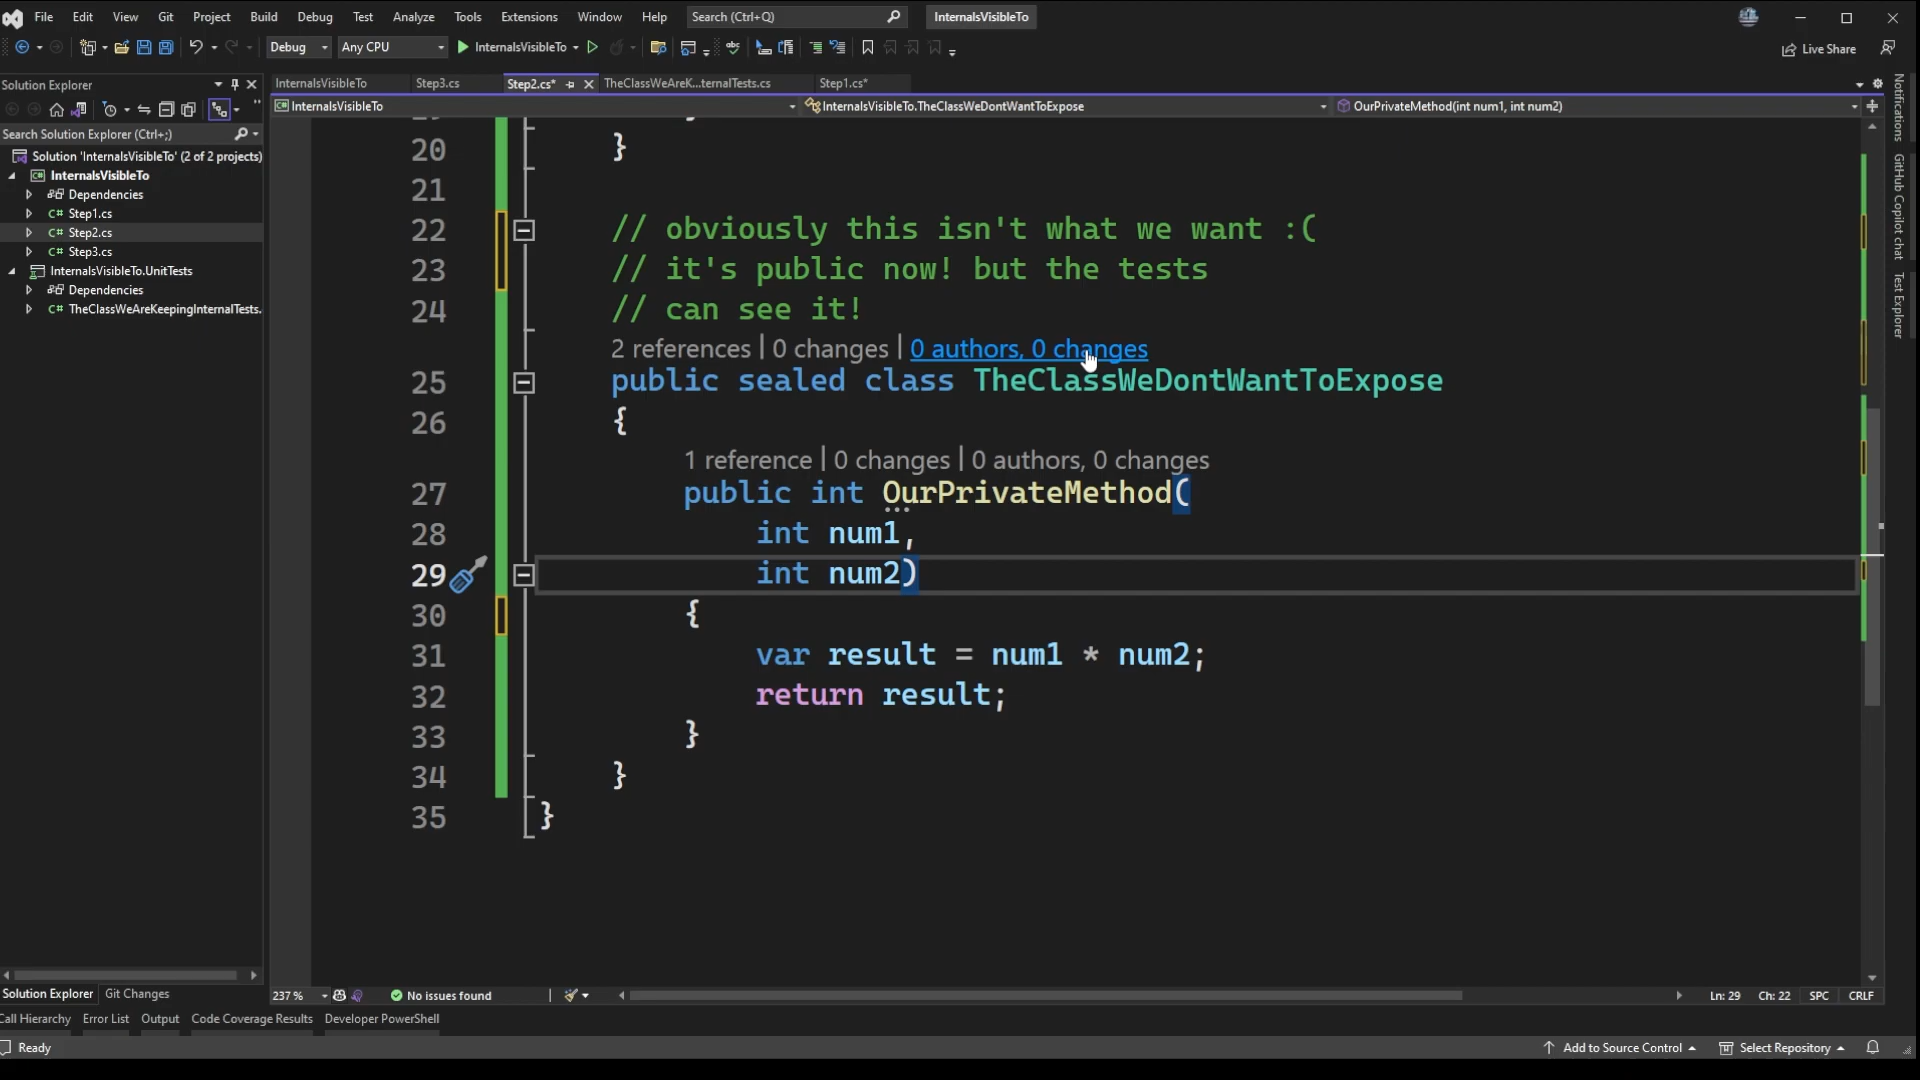 File Edit View Git Project Build Debug Test Analyze Tools Extensions Window Help Search (Ctrl+Q) InternalsVisibleTo
Debug Any CPU InternalsVisibleTo Live Share
Solution Explorer
InternalsVisibleTo Step3.cs Step2.cs* TheClassWeAreK...ternalTests.cs Step1.cs*
InternalsVisibleTo InternalsVisibleTo.TheClassWeDontWantToExpose OurPrivateMethod(int num1, int num2)
Search Solution Explorer (Ctrl+;)
Solution 'InternalsVisibleTo' (2 of 2 projects)
C# InternalsVisibleTo
Dependencies
C# Step1.cs
C# Step2.cs
C# Step3.cs
InternalsVisibleTo.UnitTests
Dependencies
C# TheClassWeAreKeepingInternalTests.
20 }
21
22 // obviously this isn't what we want :(
23 // it's public now! but the tests
24 // can see it!
2 references | 0 changes | 0 authors, 0 changes
25 public sealed class TheClassWeDontWantToExpose
26 {
1 reference | 0 changes | 0 authors, 0 changes
27 public int OurPrivateMethod(
28 int num1,
29 int num2)
30 {
31 var result = num1 * num2;
32 return result;
33 }
34 }
35 }
Notifications
GitHub Copilot chat
Test Explorer
Solution Explorer Git Changes
237 % No issues found Ln: 29 Ch: 22 SPC CRLF
Call Hierarchy Error List Output Code Coverage Results Developer PowerShell
Ready Add to Source Control Select Repository